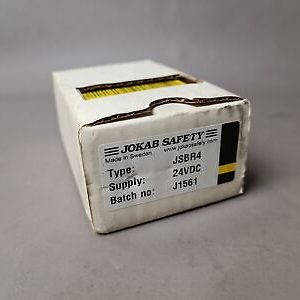 JOKAB SAFETY
Made in Sweden www.jokabsafety.com
Type: JSBR4
Supply: 24VDC
Batch no: J1561